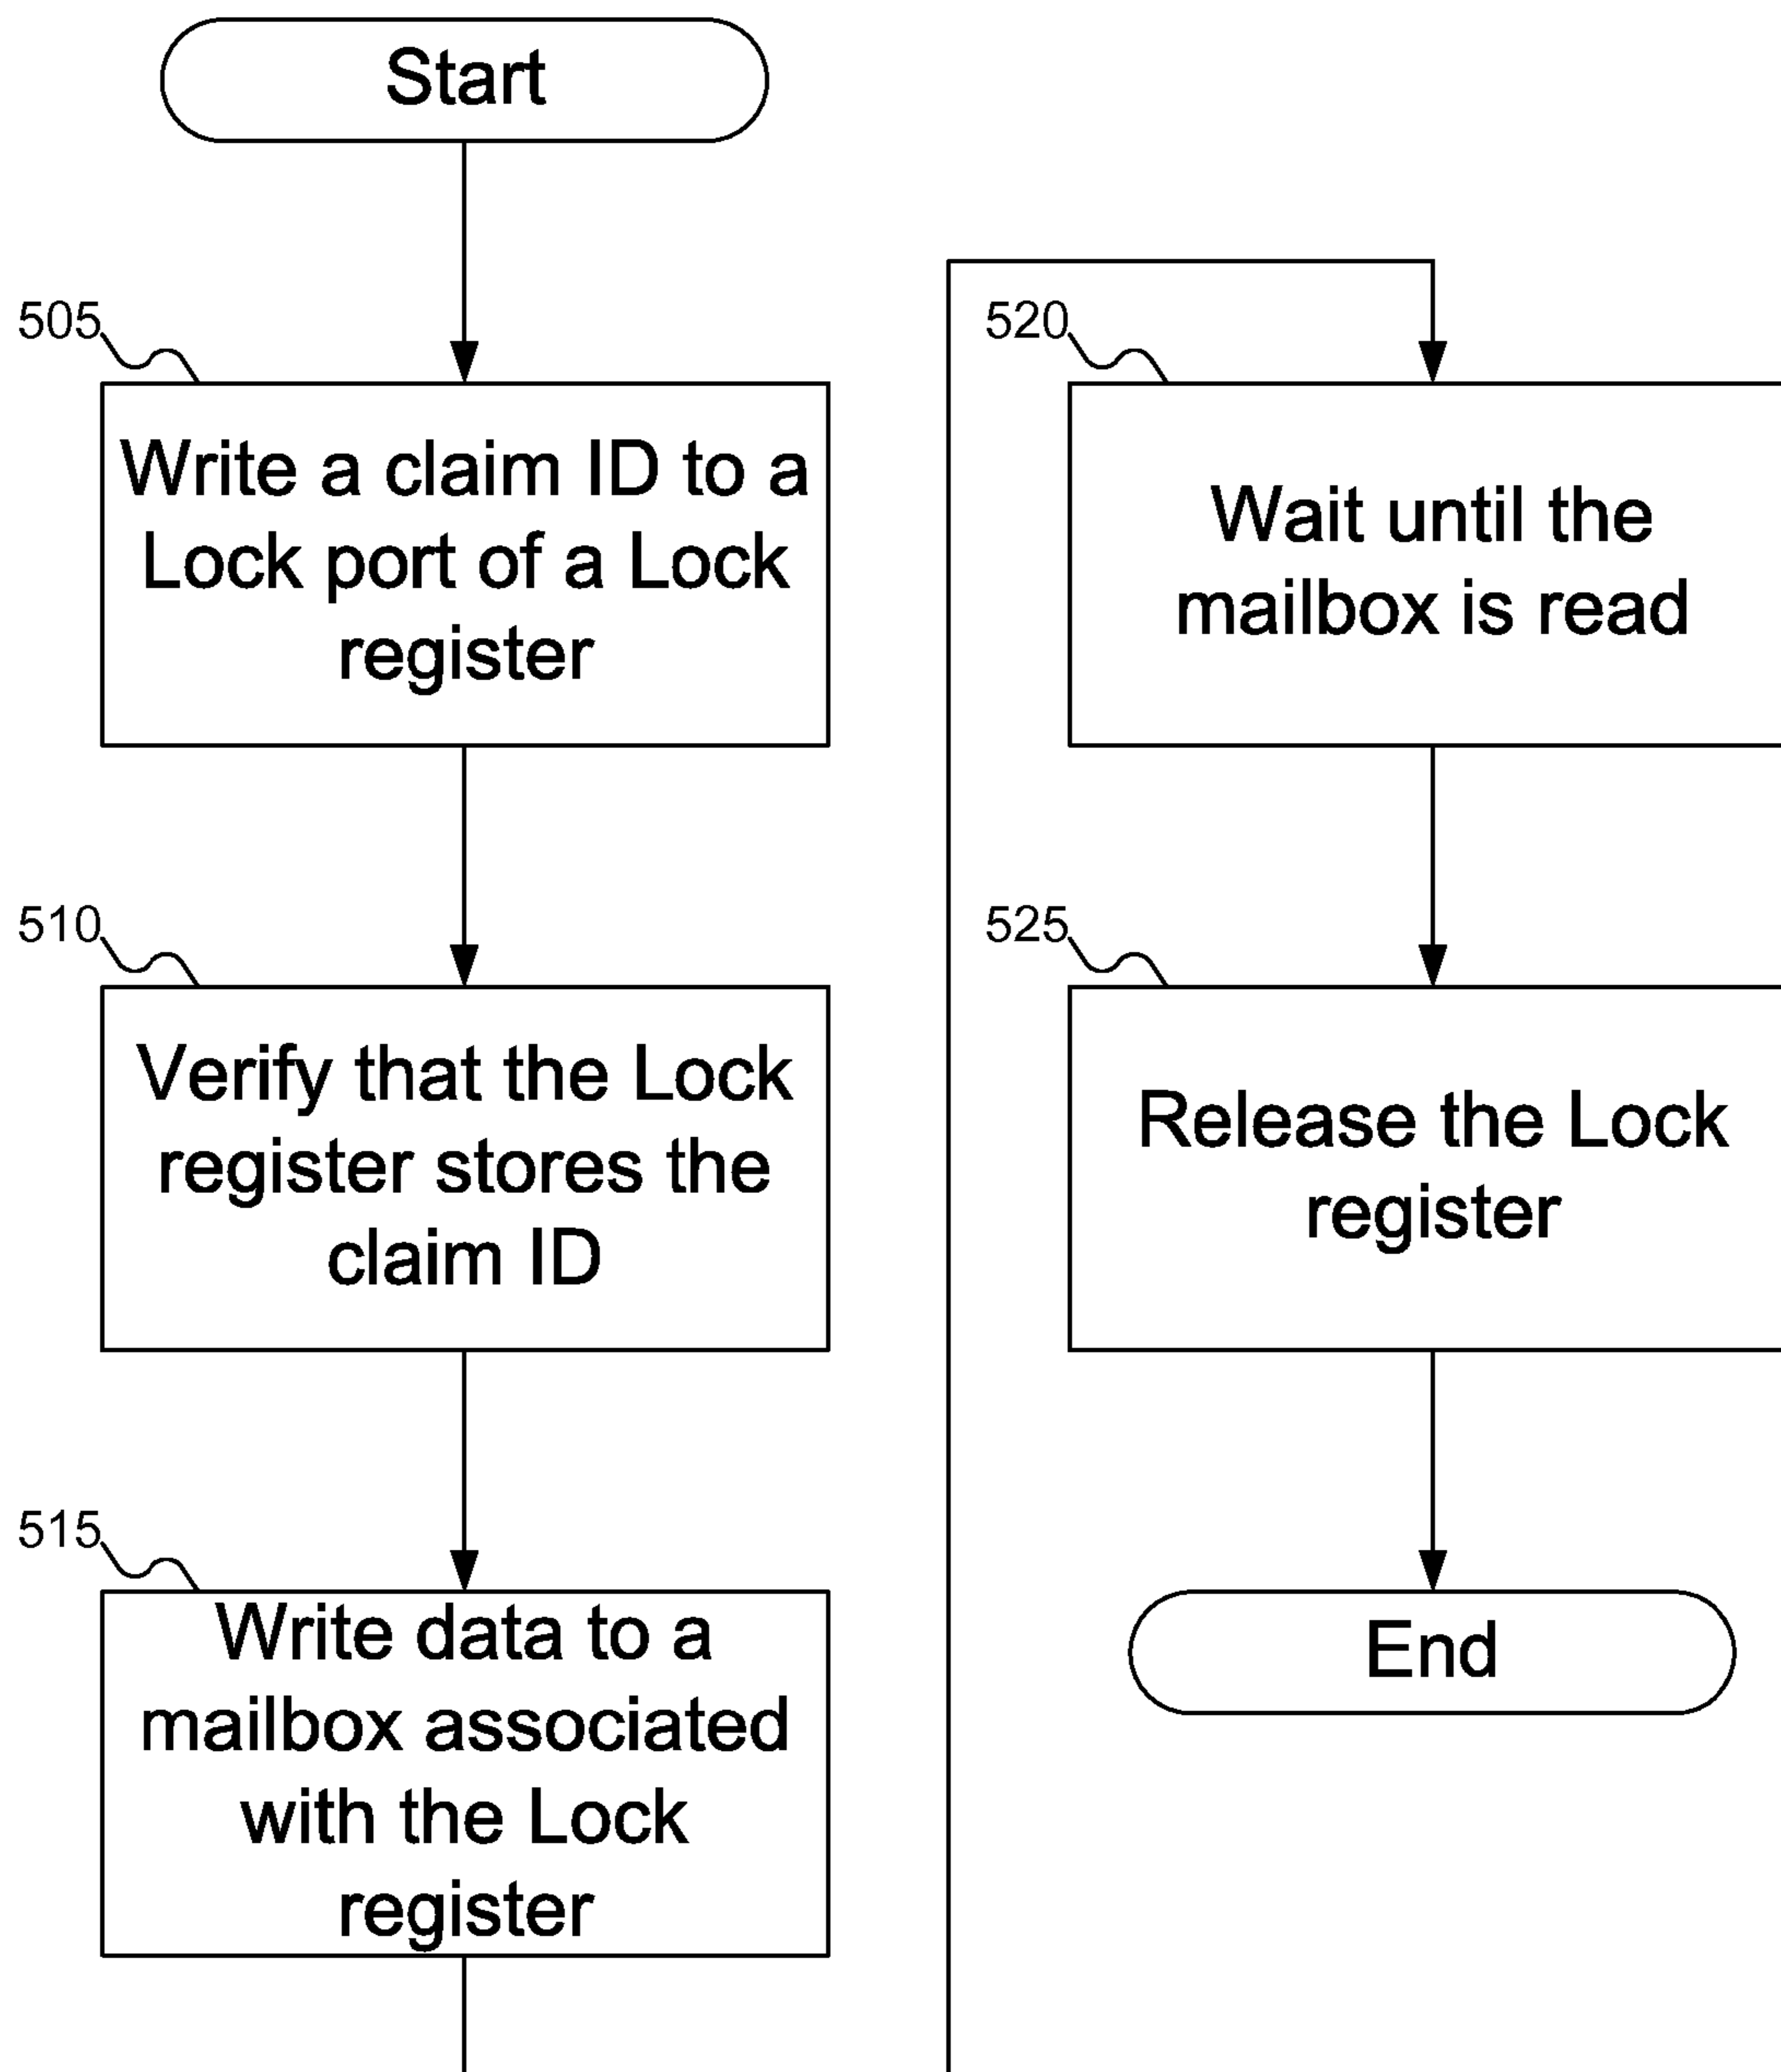 Start
505
Write a claim ID to a
Lock port of a Lock
register
510
Verify that the Lock
register stores the
claim ID
515
Write data to a
mailbox associated
with the Lock
register
520
Wait until the
mailbox is read
525
Release the Lock
register
End